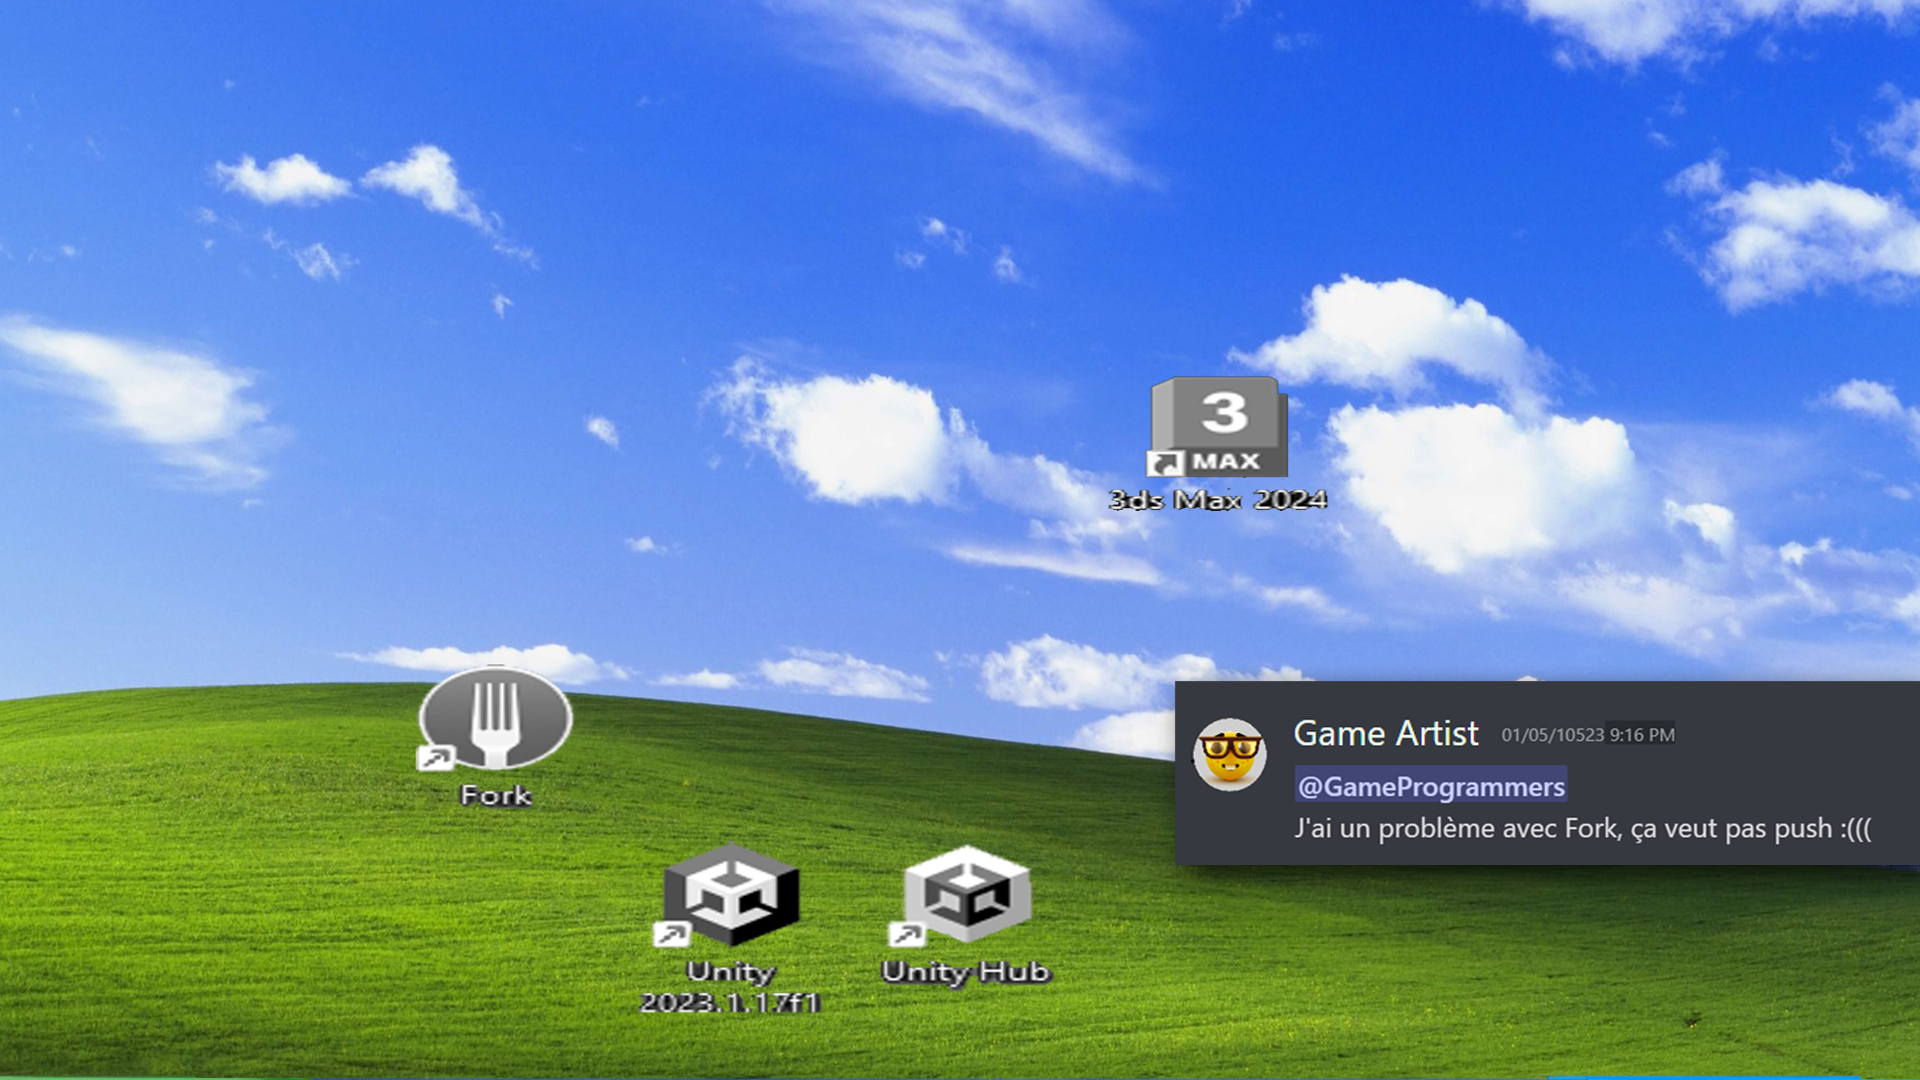 3
MAX
3ds Max 2024
Fork
Game Artist 01/05/10523 9:16 PM
@GameProgrammers
J'ai un problème avec Fork, ça veut pas push :(((
Unity
2023.1.17f1
Unity Hub